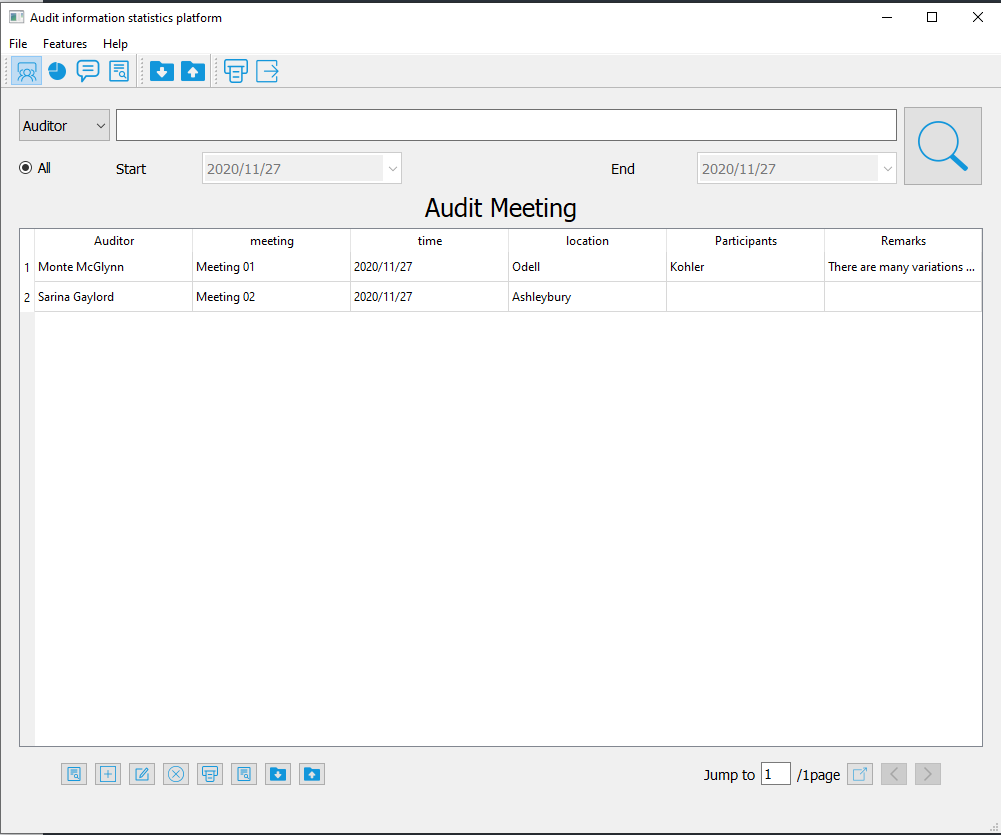 Audit information statistics platform
File Features Help
Auditor
All Start 2020/11/27 End 2020/11/27
Audit Meeting
Auditor meeting time location Participants Remarks
1 Monte McGlynn Meeting 01 2020/11/27 Odell Kohler There are many variations ...
2 Sarina Gaylord Meeting 02 2020/11/27 Ashleybury
Jump to 1 /1page